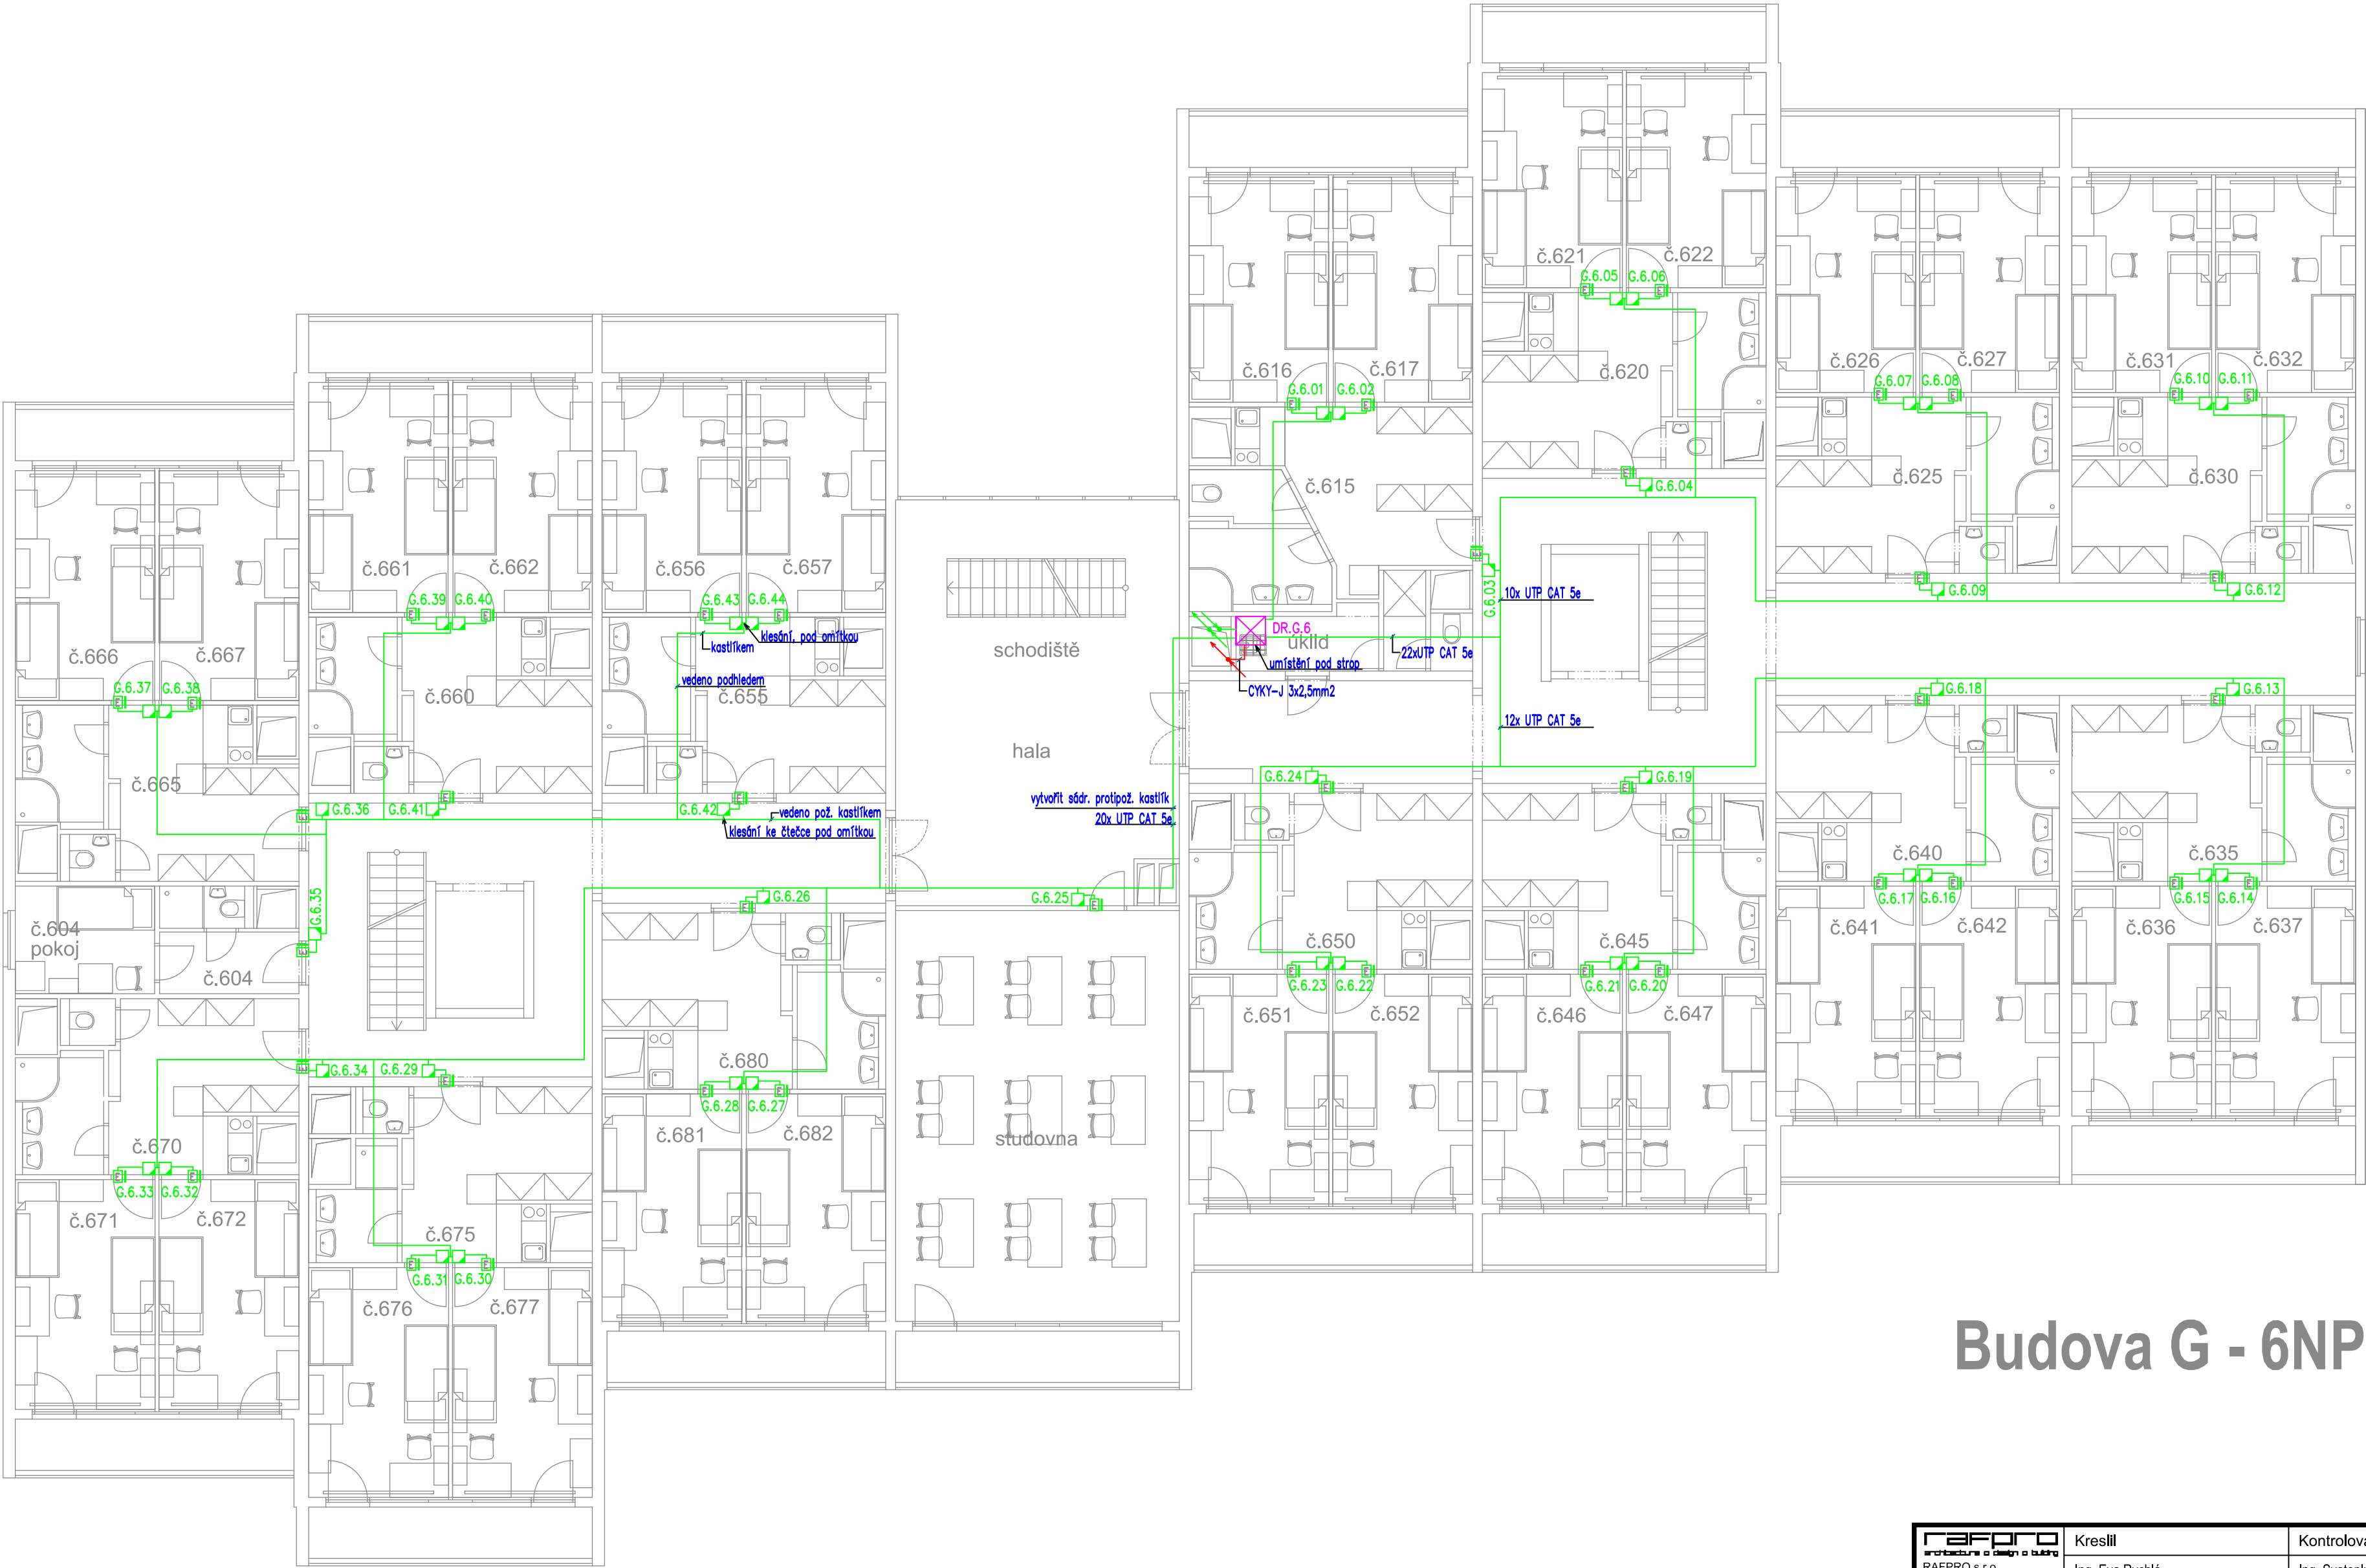 č.621
č.622
G.6.05
G.6.06
č.616
č.617
č.620
č.626
č.627
č.631
č.632
G.6.01
G.6.02
G.6.07
G.6.08
G.6.10
G.6.11
č.615
G.6.04
č.625
č.630
č.661
č.662
č.656
č.657
G.6.39
G.6.40
G.6.43
G.6.44
G.6.03
10x UTP CAT 5e
G.6.09
G.6.12
klesání, pod omítkou
kastlíkem
schodiště
DR.G.6
úklid
umístění pod strop
22xUTP CAT 5e
CYKY-J 3x2,5mm2
č.666
č.667
G.6.37
G.6.38
č.660
vedeno podhledem
č.655
G.6.18
G.6.13
12x UTP CAT 5e
hala
č.665
G.6.24
G.6.19
G.6.36
G.6.41
G.6.42
vedeno pož. kastlíkem
klesání ke čtečce pod omítkou
vytvořit sádr. protipož. kastlík
20x UTP CAT 5e
č.640
č.635
G.6.35
G.6.26
G.6.25
G.6.17
G.6.16
G.6.15
G.6.14
č.604
pokoj
č.604
č.650
č.645
č.641
č.642
č.636
č.637
G.6.23
G.6.22
G.6.21
G.6.20
č.651
č.652
č.646
č.647
G.6.34
G.6.29
č.680
G.6.28
G.6.27
č.681
č.682
studovna
č.670
G.6.33
G.6.32
č.671
č.672
č.675
G.6.31
G.6.30
č.676
č.677
Budova G - 6NP
rafpro
architecture a design a building
Kreslil
Kontrolova